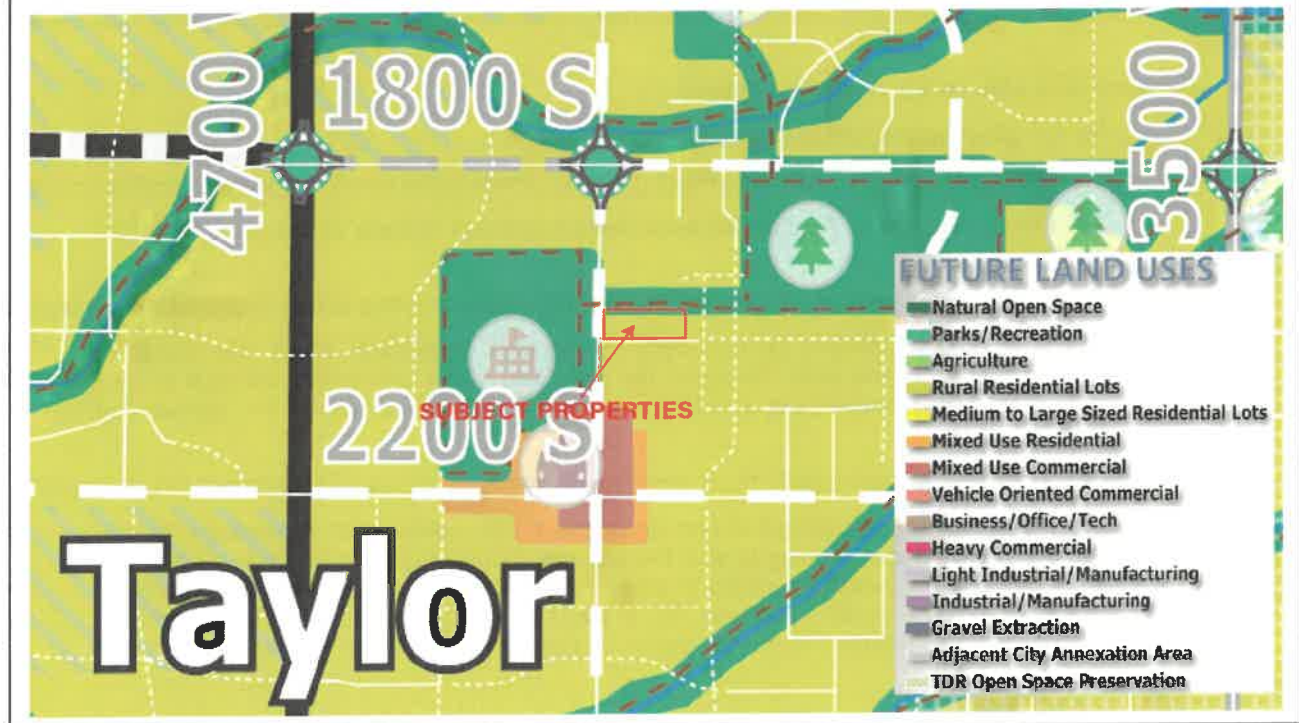 4700 W
1800 S
3500 W
SUBJECT PROPERTIES
2200 S
Taylor
FUTURE LAND USES
Natural Open Space
Parks/Recreation
Agriculture
Rural Residential Lots
Medium to Large Sized Residential Lots
Mixed Use Residential
Mixed Use Commercial
Vehicle Oriented Commercial
Business/Office/Tech
Heavy Commercial
Light Industrial/Manufacturing
Industrial/Manufacturing
Gravel Extraction
Adjacent City Annexation Area
TDR Open Space Preservation